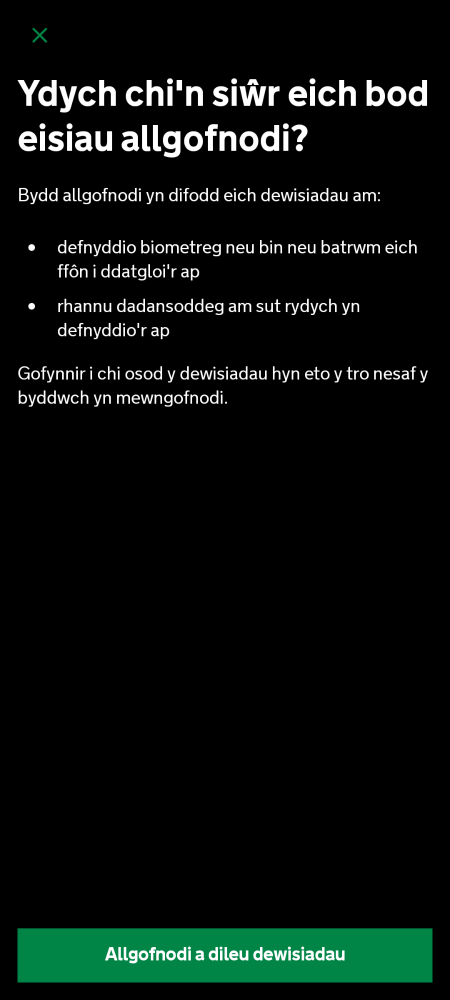 Ydych chi'n siŵr eich bod
eisiau allgofnodi?
Bydd allgofnodi yn difodd eich dewisiadau am:
• defnyddio biometreg neu bin neu batrwm eich
ffôn i ddatgloi'r ap
• rhannu dadansoddeg am sut rydych yn
defnyddio'r ap
Gofynnir i chi osod y dewisiadau hyn eto y tro nesaf y
byddwch yn mewngofnodi.
Allgofnodi a dileu dewisiadau